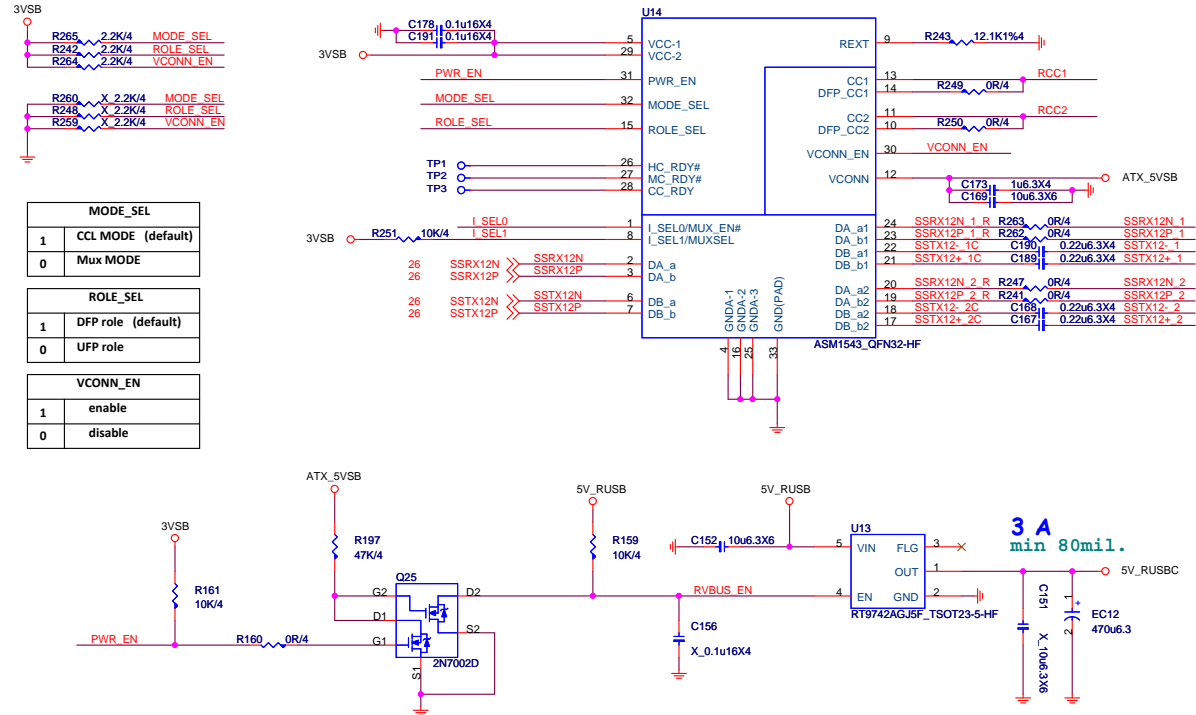 3VSB
R265 2.2K/4 MODE_SEL
R242 2.2K/4 ROLE_SEL
R264 2.2K/4 VCONN_EN
R260 X_2.2K/4 MODE_SEL
R248 X_2.2K/4 ROLE_SEL
R259 X_2.2K/4 VCONN_EN
MODE_SEL
1 CCL MODE (default)
0 Mux MODE
ROLE_SEL
1 DFP role (default)
0 UFP role
VCONN_EN
1 enable
0 disable
U14
C178 0.1u16X4
C191 0.1u16X4
3VSB
5 VCC-1
29 VCC-2
PWR_EN 31 PWR_EN
MODE_SEL 32 MODE_SEL
ROLE_SEL 15 ROLE_SEL
TP1 26 HC_RDY#
TP2 27 MC_RDY#
TP3 28 CC_RDY
I_SEL0 1 I_SEL0/MUX_EN#
3VSB R251 10K/4 I_SEL1 8 I_SEL1/MUXSEL
26 SSRX12N SSRX12N 2 DA_a
26 SSRX12P SSRX12P 3 DA_b
26 SSTX12N SSTX12N 6 DB_a
26 SSTX12P SSTX12P 7 DB_b
REXT 9 R243 12.1K1%4
CC1 13 RCC1
DFP_CC1 14 R249 0R/4
CC2 11 RCC2
DFP_CC2 10 R250 0R/4
VCONN_EN 30 VCONN_EN
VCONN 12 ATX_5VSB
C173 1u6.3X4
C169 10u6.3X6
DA_a1 24 SSRX12N_1_R R263 0R/4 SSRX12N_1
DA_b1 23 SSRX12P_1_R R262 0R/4 SSRX12P_1
DB_a1 22 SSTX12-_1C C190 0.22u6.3X4 SSTX12-_1
DB_b1 21 SSTX12+_1C C189 0.22u6.3X4 SSTX12+_1
DA_a2 20 SSRX12N_2_R R247 0R/4 SSRX12N_2
DA_b2 19 SSRX12P_2_R R241 0R/4 SSRX12P_2
DB_a2 18 SSTX12-_2C C168 0.22u6.3X4 SSTX12-_2
DB_b2 17 SSTX12+_2C C167 0.22u6.3X4 SSTX12+_2
GNDA-1 4
GNDA-2 16
GNDA-3 25
GND(PAD) 33
ASM1543_QFN32-HF
3VSB
R161
10K/4
PWR_EN
R160 0R/4
ATX_5VSB
R197
47K/4
Q25
G2
D1
G1
D2
S2
S1
2N7002D
5V_RUSB
R159
10K/4
RVBUS_EN
C156
X_0.1u16X4
5V_RUSB
C152 10u6.3X6
U13
5 VIN
4 EN
FLG 3
OUT 1
GND 2
RT9742AGJ5F_TSOT23-5-HF
3 A
min 80mil.
5V_RUSBC
C151
X_10u6.3X6
1
+
2
EC12
470u6.3